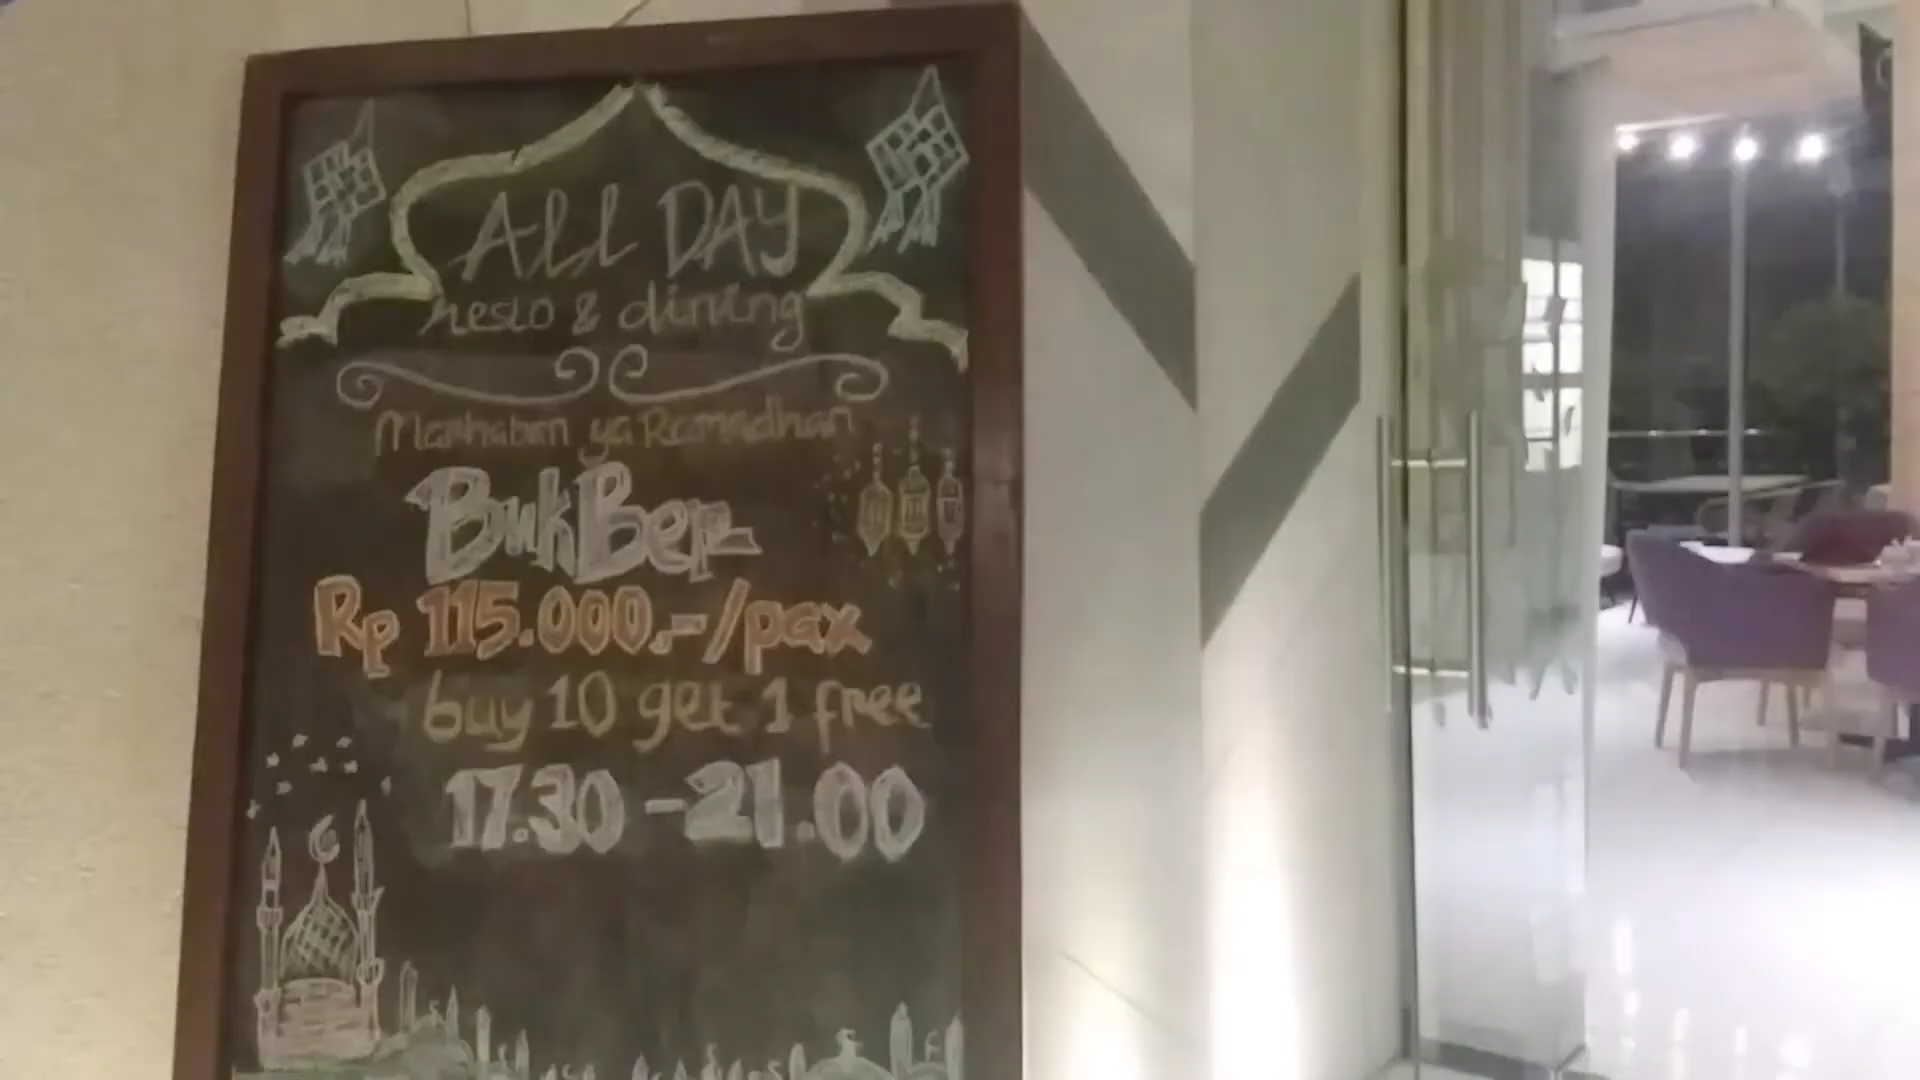 ALL DAY
resto & dining
Marhaban ya Ramadhan
BukBer
Rp 115.000,-/pax
buy 10 get 1 free
17.30 - 21.00